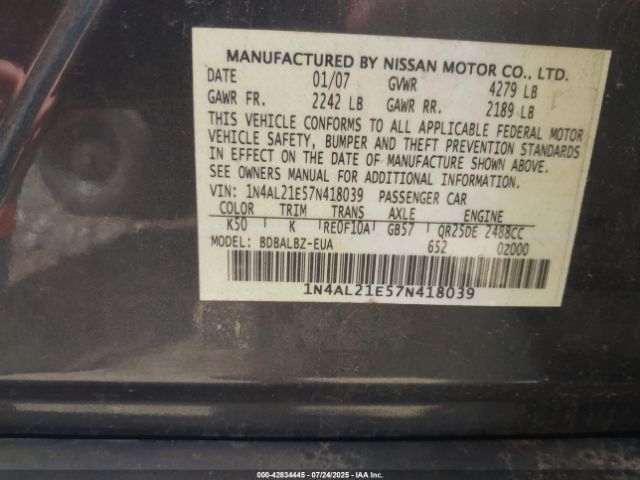 MANUFACTURED BY NISSAN MOTOR CO., LTD.
DATE 01/07 GVWR 4279 LB
GAWR FR. 2242 LB GAWR RR. 2189 LB
THIS VEHICLE CONFORMS TO ALL APPLICABLE FEDERAL MOTOR
VEHICLE SAFETY, BUMPER AND THEFT PREVENTION STANDARDS
IN EFFECT ON THE DATE OF MANUFACTURE SHOWN ABOVE.
SEE OWNERS MANUAL FOR ADDITIONAL INFORMATION.
VIN: 1N4AL21E57N418039 PASSENGER CAR
COLOR TRIM TRANS AXLE ENGINE
K50 K RE0F10A GB57 QR25DE 2488CC
MODEL: BDBALBZ-EUA 652 0Z000
1N4AL21E57N418039
000-42834445 - 07/24/2025 - IAA Inc.